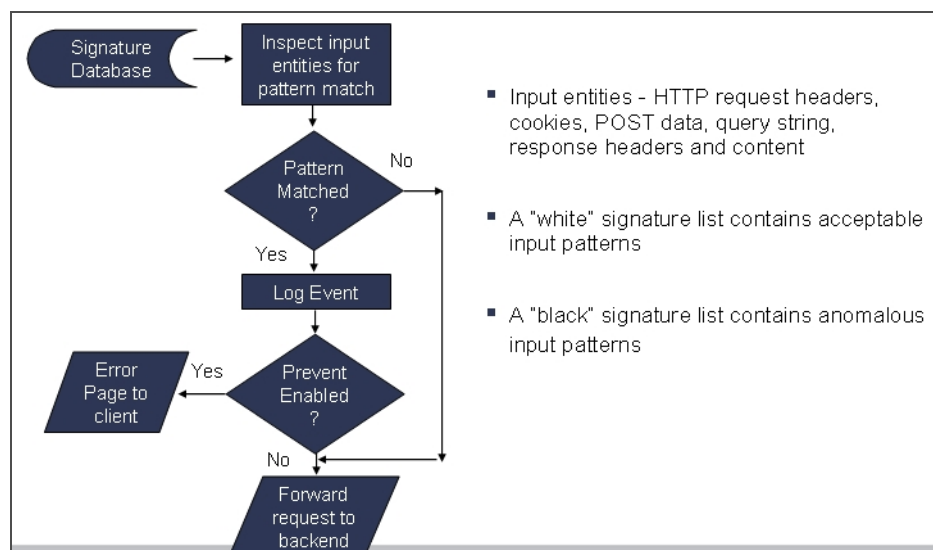 Signature
Database
Inspect input
entities for
pattern match
Pattern
Matched
?
No
Yes
Log Event
Prevent
Enabled
?
Yes
Error
Page to
client
No
Forward
request to
backend
▪ Input entities - HTTP request headers,
cookies, POST data, query string,
response headers and content
▪ A "white" signature list contains acceptable
input patterns
▪ A "black" signature list contains anomalous
input patterns